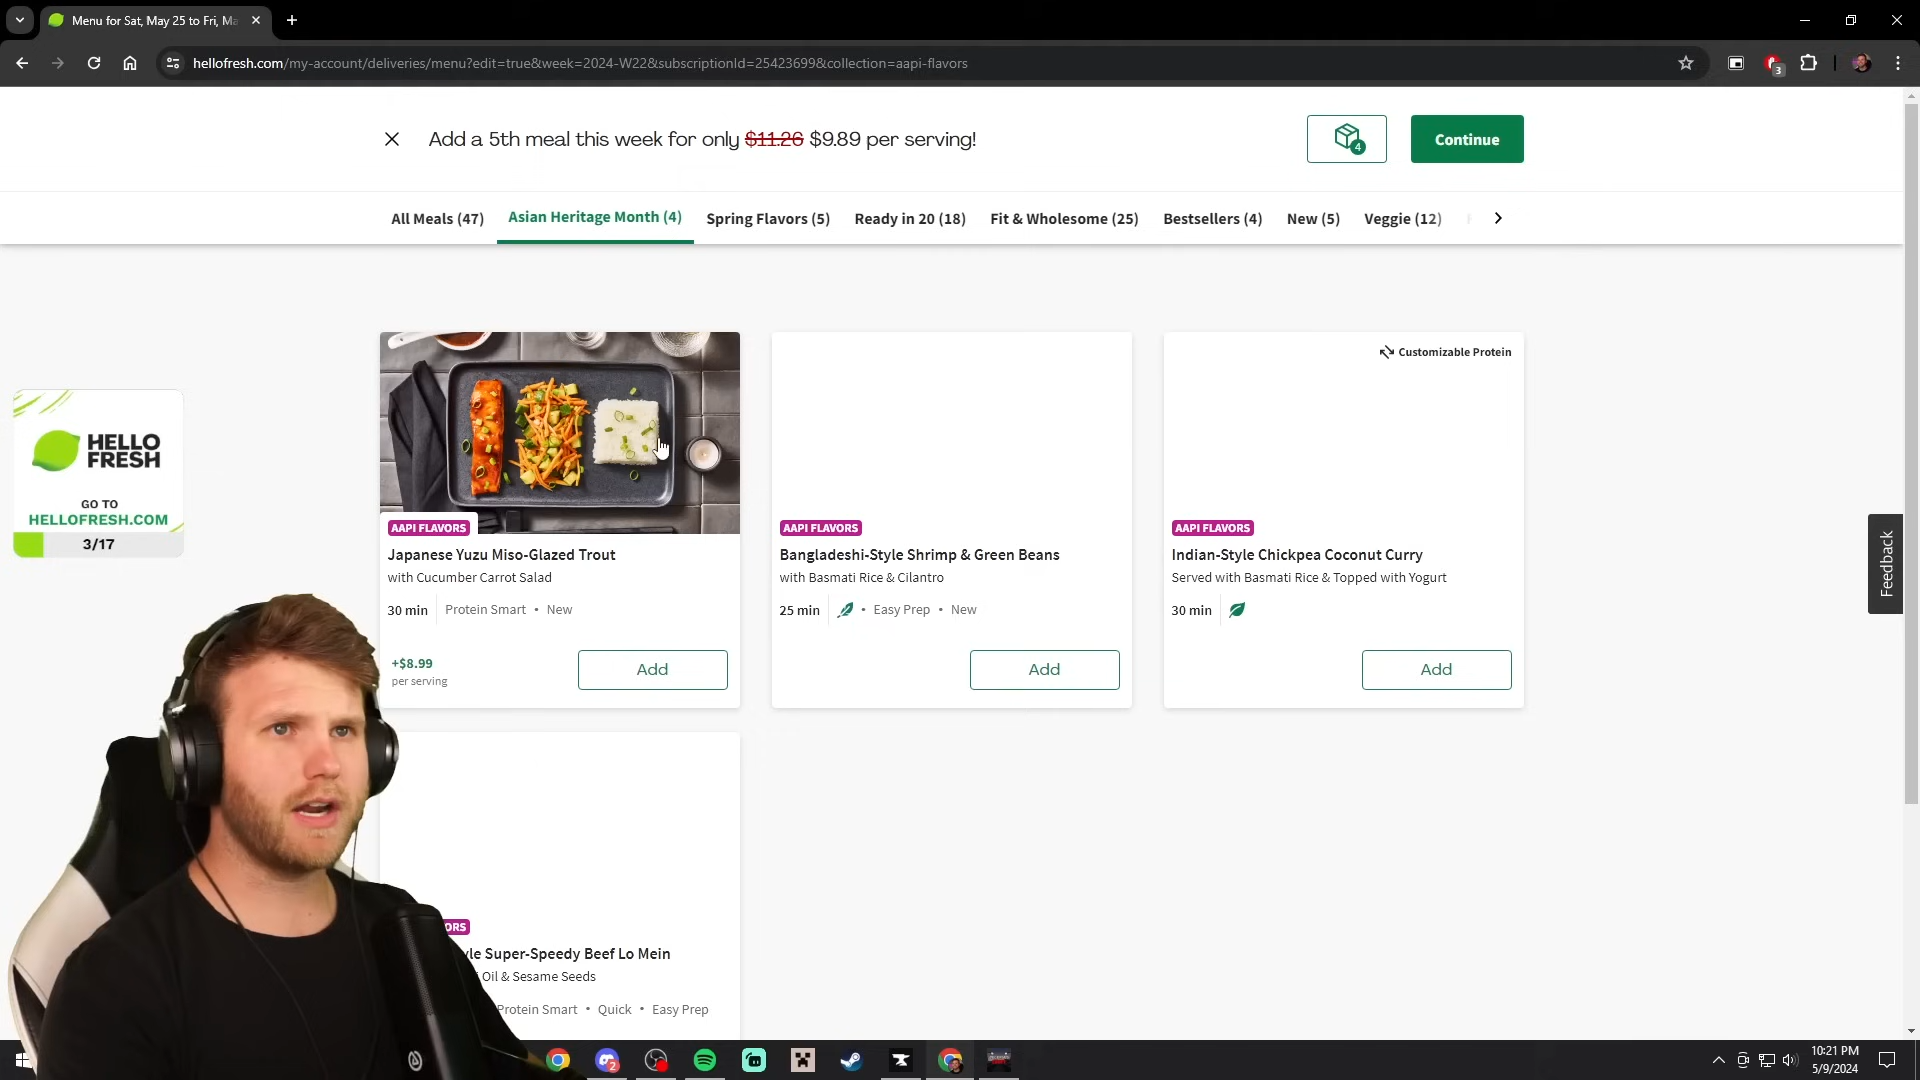 Menu for Sat, May 25 to Fri, Ma
hellofresh.com/my-account/deliveries/menu?edit=true&week=2024-W22&subscriptionId=25423699&collection=aapi-flavors
3
Add a 5th meal this week for only $11.26 $9.89 per serving!
4
Continue
All Meals (47)
Asian Heritage Month (4)
Spring Flavors (5)
Ready in 20 (18)
Fit & Wholesome (25)
Bestsellers (4)
New (5)
Veggie (12)
Customizable Protein
HELLO
FRESH
GO TO
HELLOFRESH.COM
3/17
AAPI FLAVORS
Japanese Yuzu Miso-Glazed Trout
with Cucumber Carrot Salad
30 min
Protein Smart • New
+$8.99
per serving
Add
AAPI FLAVORS
Bangladeshi-Style Shrimp & Green Beans
with Basmati Rice & Cilantro
25 min
• Easy Prep • New
Add
AAPI FLAVORS
Indian-Style Chickpea Coconut Curry
Served with Basmati Rice & Topped with Yogurt
30 min
Add
Feedback
ORS
yle Super-Speedy Beef Lo Mein
Oil & Sesame Seeds
Protein Smart • Quick • Easy Prep
2
10:21 PM
5/9/2024